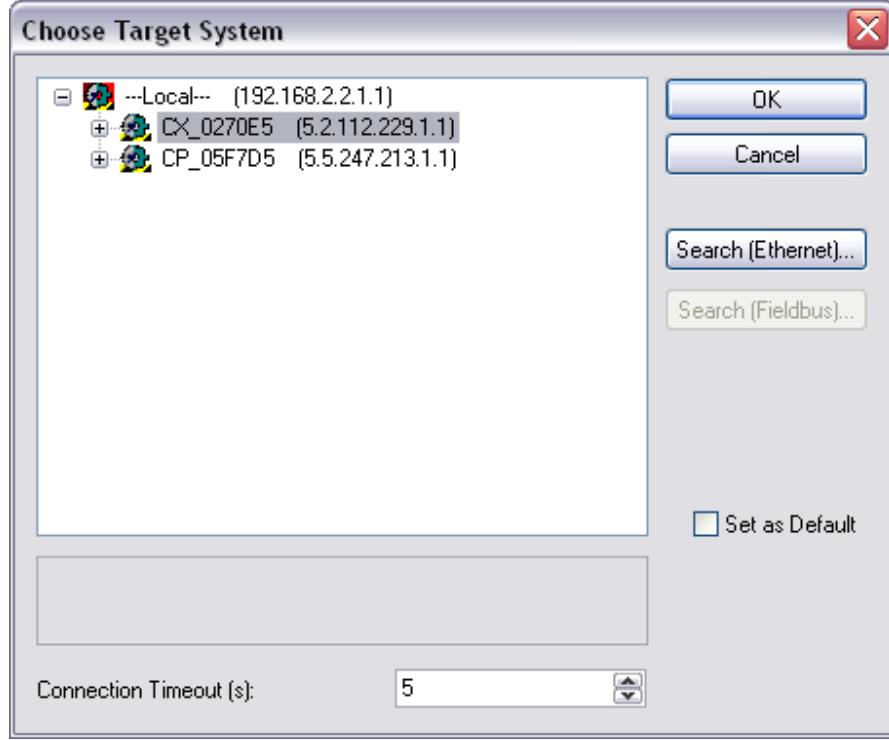 Choose Target System
---Local--- (192.168.2.2.1.1)
CX_0270E5 (5.2.112.229.1.1)
CP_05F7D5 (5.5.247.213.1.1)
OK
Cancel
Search (Ethernet)...
Search (Fieldbus)...
Set as Default
Connection Timeout (s): 5